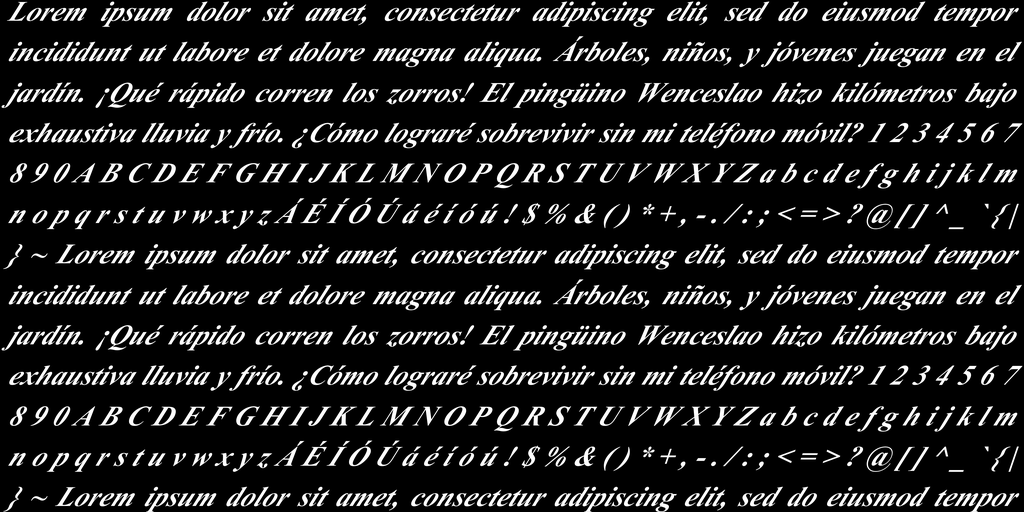 Lorem ipsum dolor sit amet, consectetur adipiscing elit, sed do eiusmod tempor
incididunt ut labore et dolore magna aliqua. Árboles, niños, y jóvenes juegan en el
jardín. ¡Qué rápido corren los zorros! El pingüino Wenceslao hizo kilómetros bajo
exhaustiva lluvia y frío. ¿Cómo lograré sobrevivir sin mi teléfono móvil? 1 2 3 4 5 6 7
8 9 0 A B C D E F G H I J K L M N O P Q R S T U V W X Y Z a b c d e f g h i j k l m
n o p q r s t u v w x y z Á É Í Ó Ú á é í ó ú ! $ % & ( ) * + , - . / : ; < = > ? @ [ ] ^ _ ` { |
} ~ Lorem ipsum dolor sit amet, consectetur adipiscing elit, sed do eiusmod tempor
incididunt ut labore et dolore magna aliqua. Árboles, niños, y jóvenes juegan en el
jardín. ¡Qué rápido corren los zorros! El pingüino Wenceslao hizo kilómetros bajo
exhaustiva lluvia y frío. ¿Cómo lograré sobrevivir sin mi teléfono móvil? 1 2 3 4 5 6 7
8 9 0 A B C D E F G H I J K L M N O P Q R S T U V W X Y Z a b c d e f g h i j k l m
n o p q r s t u v w x y z Á É Í Ó Ú á é í ó ú ! $ % & ( ) * + , - . / : ; < = > ? @ [ ] ^ _ ` { |
} ~ Lorem ipsum dolor sit amet, consectetur adipiscing elit, sed do eiusmod tempor